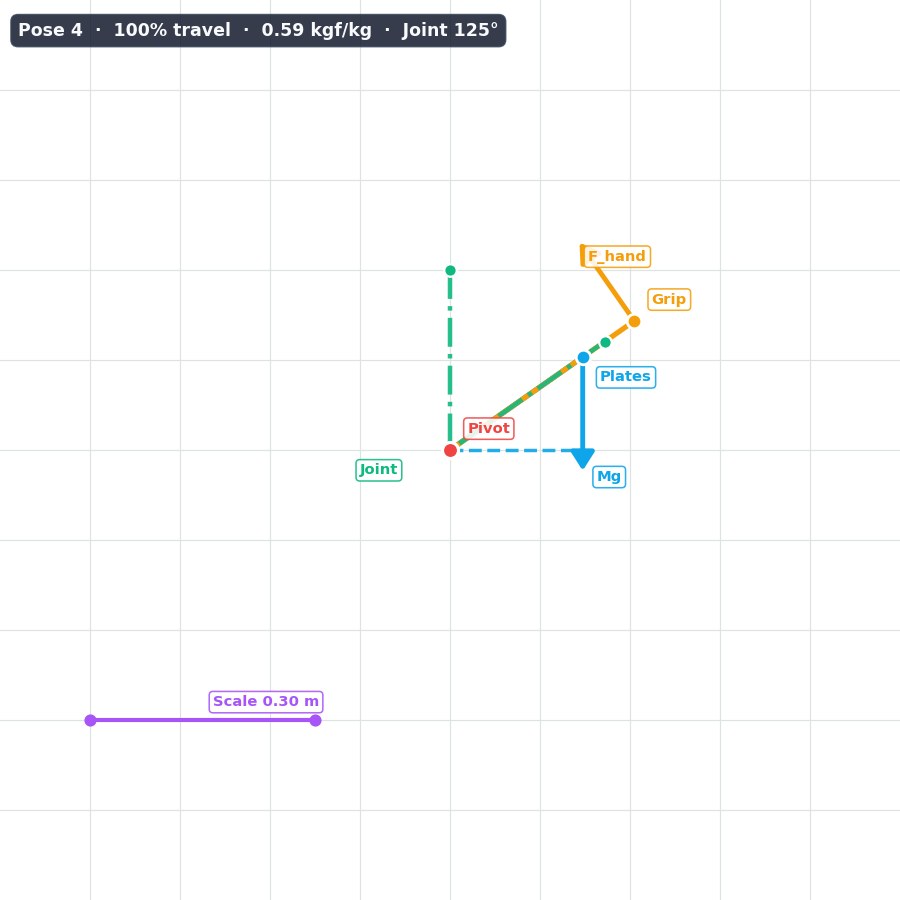 Pose 4 · 100% travel · 0.59 kgf/kg · Joint 125°
F_hand
Grip
Plates
Pivot
Joint
Mg
Scale 0.30 m